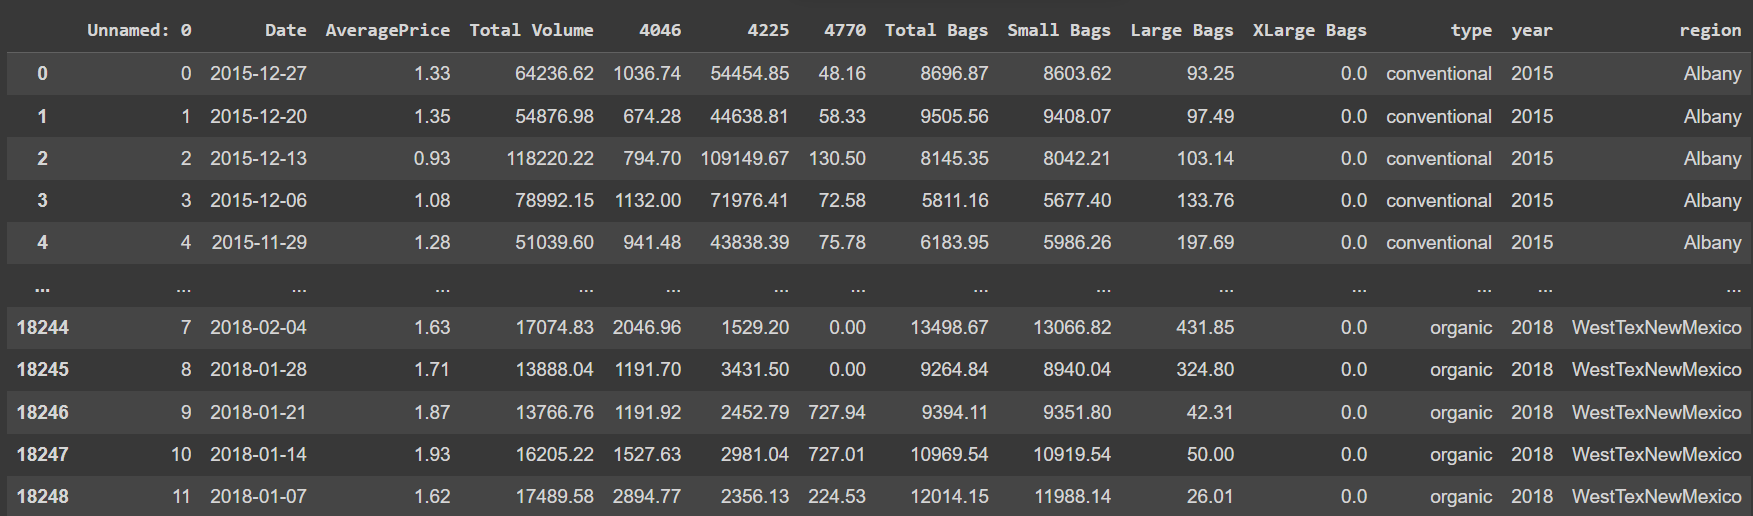 Unnamed: 0 Date AveragePrice Total Volume 4046 4225 4770 Total Bags Small Bags Large Bags XLarge Bags type year region
0 0 2015-12-27 1.33 64236.62 1036.74 54454.85 48.16 8696.87 8603.62 93.25 0.0 conventional 2015 Albany
1 1 2015-12-20 1.35 54876.98 674.28 44638.81 58.33 9505.56 9408.07 97.49 0.0 conventional 2015 Albany
2 2 2015-12-13 0.93 118220.22 794.70 109149.67 130.50 8145.35 8042.21 103.14 0.0 conventional 2015 Albany
3 3 2015-12-06 1.08 78992.15 1132.00 71976.41 72.58 5811.16 5677.40 133.76 0.0 conventional 2015 Albany
4 4 2015-11-29 1.28 51039.60 941.48 43838.39 75.78 6183.95 5986.26 197.69 0.0 conventional 2015 Albany
... ... ... ... ... ... ... ... ... ... ... ... ... ... ...
18244 7 2018-02-04 1.63 17074.83 2046.96 1529.20 0.00 13498.67 13066.82 431.85 0.0 organic 2018 WestTexNewMexico
18245 8 2018-01-28 1.71 13888.04 1191.70 3431.50 0.00 9264.84 8940.04 324.80 0.0 organic 2018 WestTexNewMexico
18246 9 2018-01-21 1.87 13766.76 1191.92 2452.79 727.94 9394.11 9351.80 42.31 0.0 organic 2018 WestTexNewMexico
18247 10 2018-01-14 1.93 16205.22 1527.63 2981.04 727.01 10969.54 10919.54 50.00 0.0 organic 2018 WestTexNewMexico
18248 11 2018-01-07 1.62 17489.58 2894.77 2356.13 224.53 12014.15 11988.14 26.01 0.0 organic 2018 WestTexNewMexico